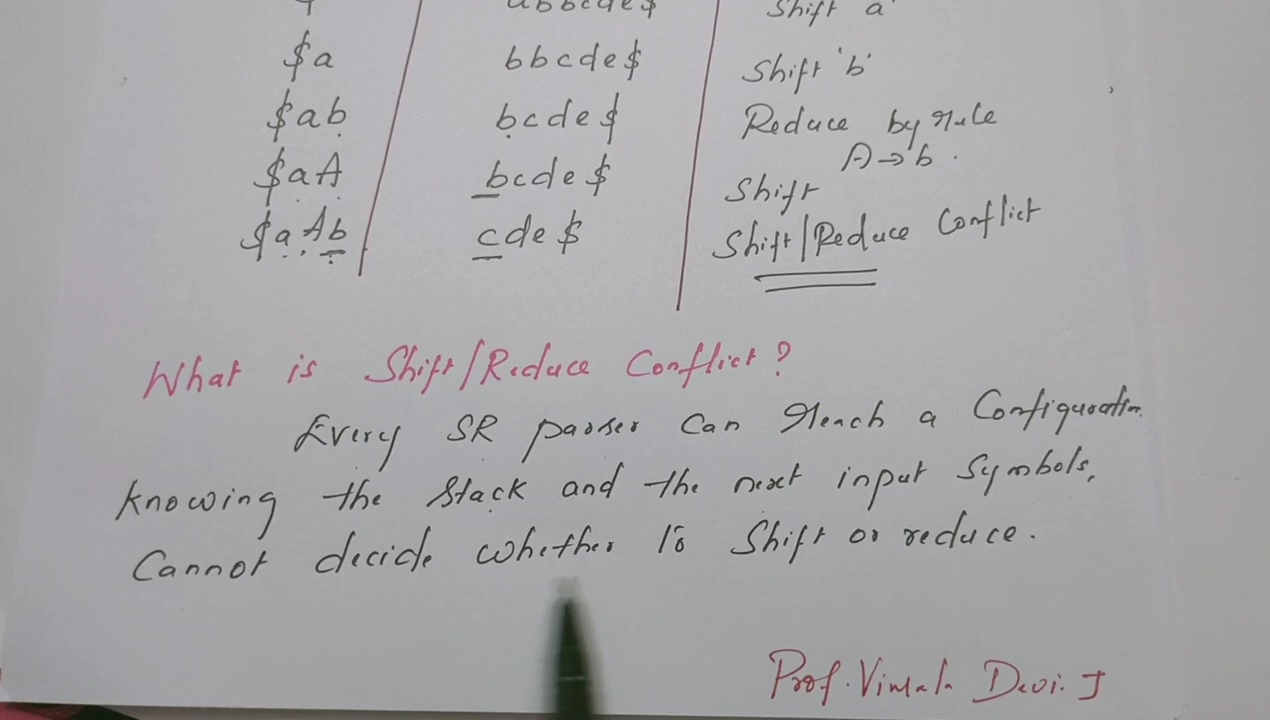 $ abbcde$ Shift a
$a bbcde$ Shift 'b'
$ab bcde$ Reduce by rule
A→b.
$aA bcde$ Shift
$aAb cde$ Shift/Reduce Conflict
What is Shift/Reduce Conflict?
Every SR parser can reach a Configuration
knowing the stack and the next input symbols,
Cannot decide whether to Shift or reduce.
Prof. Vimala Devi. J